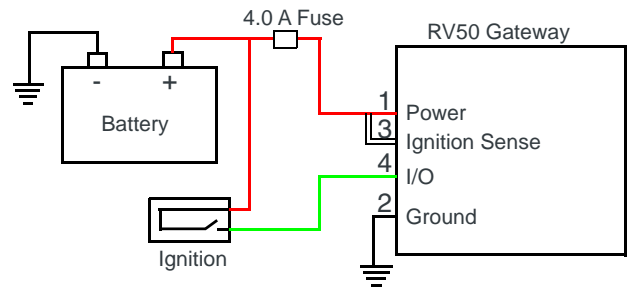 4.0 A Fuse
RV50 Gateway
- +
Battery
1 Power
3 Ignition Sense
4 I/O
2 Ground
Ignition